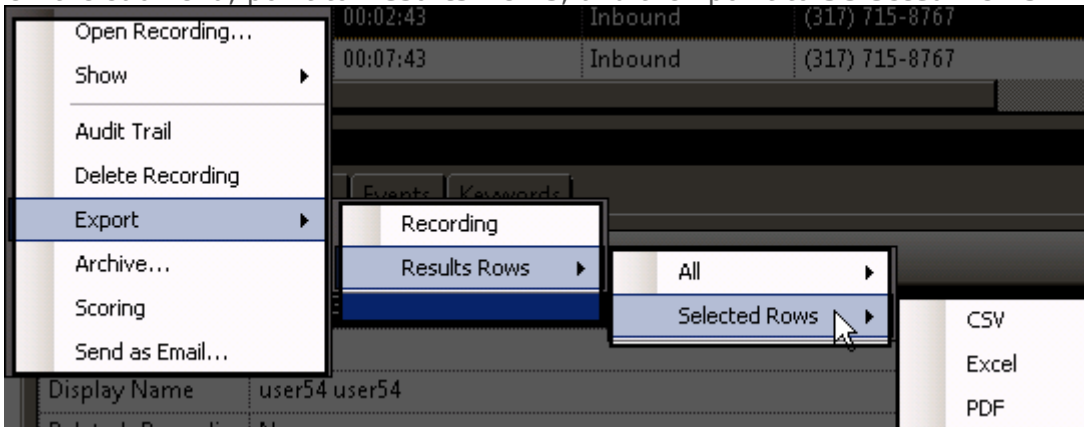 00:02:43 Inbound (317) 715-8767
Open Recording...
00:07:43 Inbound (317) 715-8767
Show
Audit Trail
Delete Recording
Events Keywords
Export
Recording
Archive...
Results Rows
All
Scoring
Selected Rows
CSV
Send as Email...
Excel
Display Name user54 user54
PDF